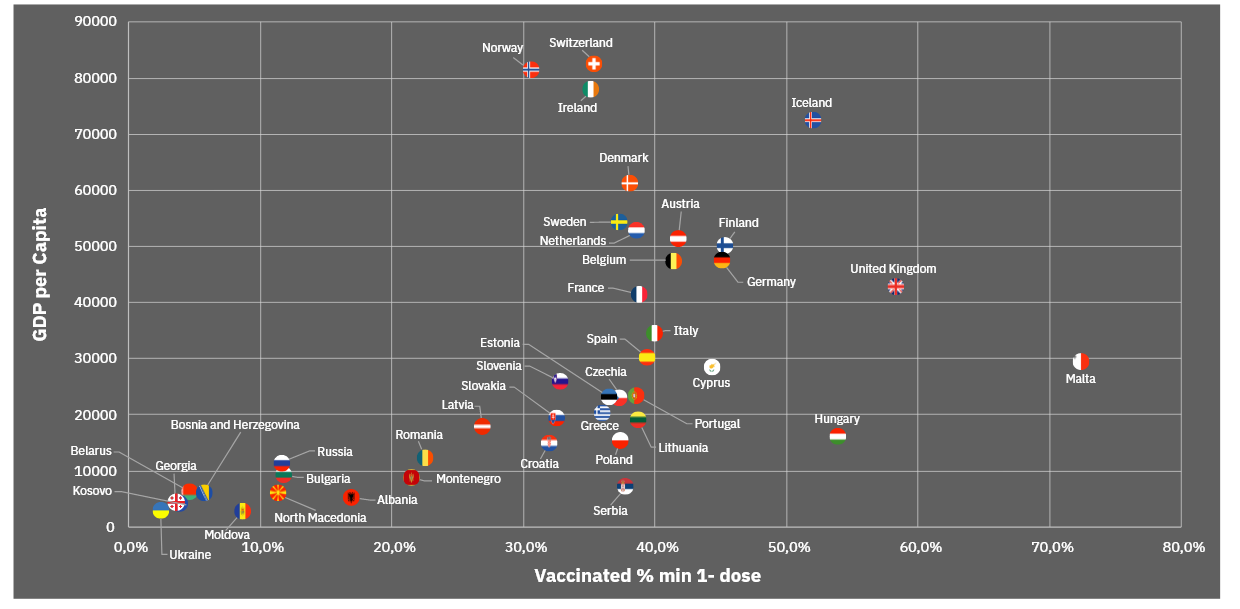 90000
80000
70000
60000
50000
40000
30000
20000
10000
0
GDP per Capita
Norway
Switzerland
Ireland
Iceland
Denmark
Austria
Sweden
Finland
Netherlands
Belgium
United Kingdom
Germany
France
Italy
Spain
Estonia
Slovenia
Czechia
Malta
Cyprus
Slovakia
Latvia
Hungary
Portugal
Greece
Bosnia and Herzegovina
Romania
Lithuania
Belarus
Russia
Poland
Croatia
Georgia
Bulgaria
Montenegro
Kosovo
Albania
Serbia
North Macedonia
Moldova
Ukraine
0,0%
10,0%
20,0%
30,0%
40,0%
50,0%
60,0%
70,0%
80,0%
Vaccinated % min 1- dose